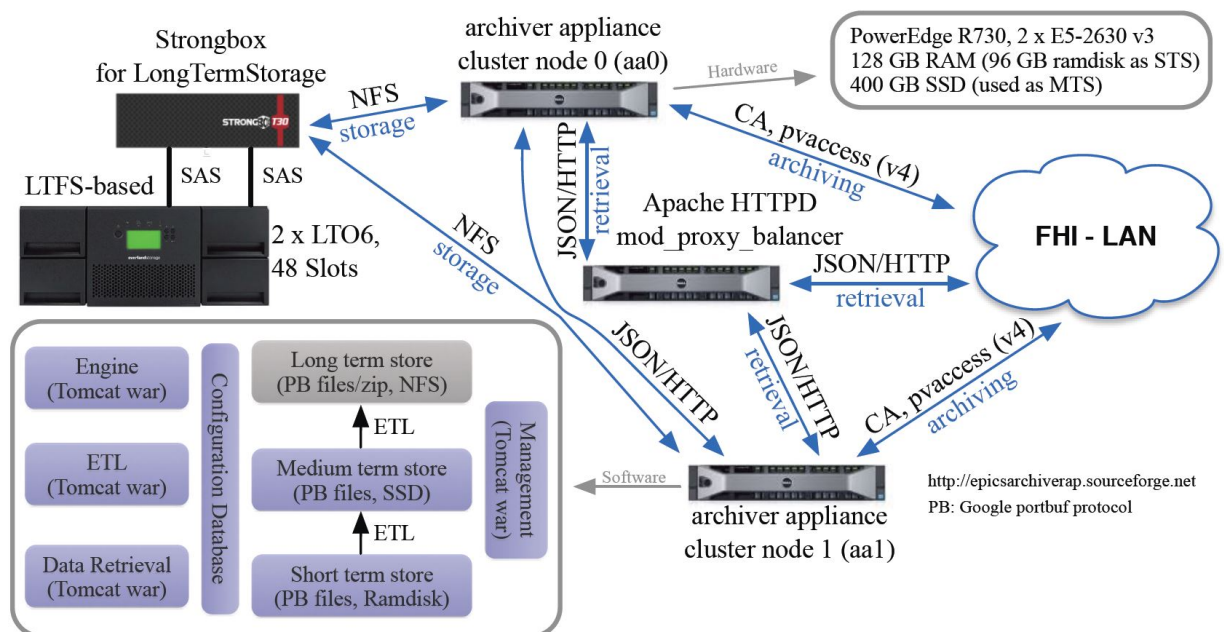 Strongbox
for LongTermStorage
STRONGBOX T30
LTFS-based
SAS
SAS
2 x LTO6,
48 Slots
NFS
storage
NFS
storage
archiver appliance
cluster node 0 (aa0)
Hardware
PowerEdge R730, 2 x E5-2630 v3
128 GB RAM (96 GB ramdisk as STS)
400 GB SSD (used as MTS)
CA, pvaccess (v4)
archiving
JSON/HTTP
retrieval
Apache HTTPD
mod_proxy_balancer
FHI - LAN
JSON/HTTP
retrieval
JSON/HTTP
JSON/HTTP
retrieval
CA, pvaccess (v4)
archiving
archiver appliance
cluster node 1 (aa1)
Software
http://epicsarchiverap.sourceforge.net
PB: Google portbuf protocol
Engine
(Tomcat war)
ETL
(Tomcat war)
Data Retrieval
(Tomcat war)
Configuration Database
Long term store
(PB files/zip, NFS)
ETL
Medium term store
(PB files, SSD)
ETL
Short term store
(PB files, Ramdisk)
Management
(Tomcat war)